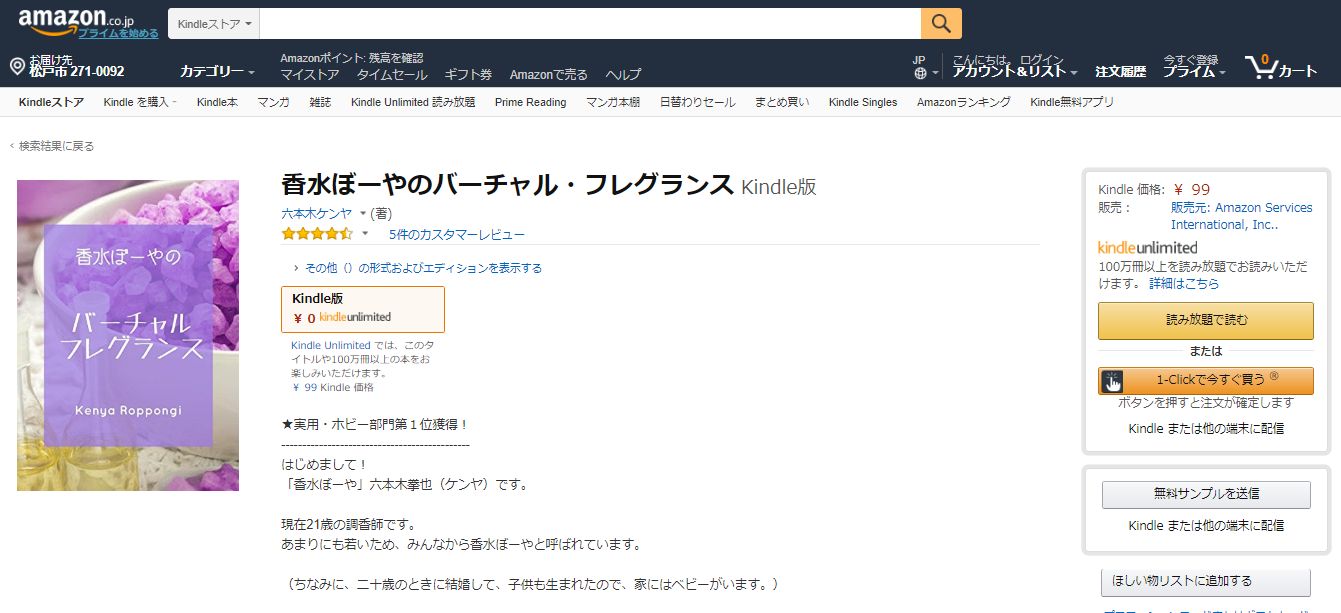 amazon.co.jp
プライムを始める
Kindleストア
お届け先
松戸市 271-0092
カテゴリー
Amazonポイント: 残高を確認
マイストア タイムセール ギフト券 Amazonで売る ヘルプ
JP
こんにちは。ログイン
アカウント&リスト
注文履歴
今すぐ登録
プライム
0
カート
Kindleストア Kindle を購入 Kindle本 マンガ 雑誌 Kindle Unlimited 読み放題 Prime Reading マンガ本棚 日替わりセール まとめ買い Kindle Singles Amazonランキング Kindle無料アプリ
‹ 検索結果に戻る
香水ぼーやの
バーチャル
フレグランス
Kenya Roppongi
香水ぼーやのバーチャル・フレグランス Kindle版
六本木ケンヤ (著)
5件のカスタマーレビュー
› その他 () の形式およびエディションを表示する
Kindle版
￥ 0 kindleunlimited
Kindle Unlimited では、このタ
イトルや100万冊以上の本をお
楽しみいただけます。
￥ 99 Kindle 価格
★実用・ホビー部門第１位獲得！
---------------------------------------------
はじめまして！
「香水ぼーや」六本木拳也（ケンヤ）です。
現在21歳の調香師です。
あまりにも若いため、みんなから香水ぼーやと呼ばれています。
（ちなみに、二十歳のときに結婚して、子供も生まれたので、家にはベビーがいます。）
Kindle 価格: ￥ 99
販売： 販売元: Amazon Services
International, Inc..
kindleunlimited
100万冊以上を読み放題でお読みいただ
けます。 詳細はこちら
読み放題で読む
または
1-Clickで今すぐ買う ®
ボタンを押すと注文が確定します
Kindle または他の端末に配信
無料サンプルを送信
Kindle または他の端末に配信
ほしい物リストに追加する